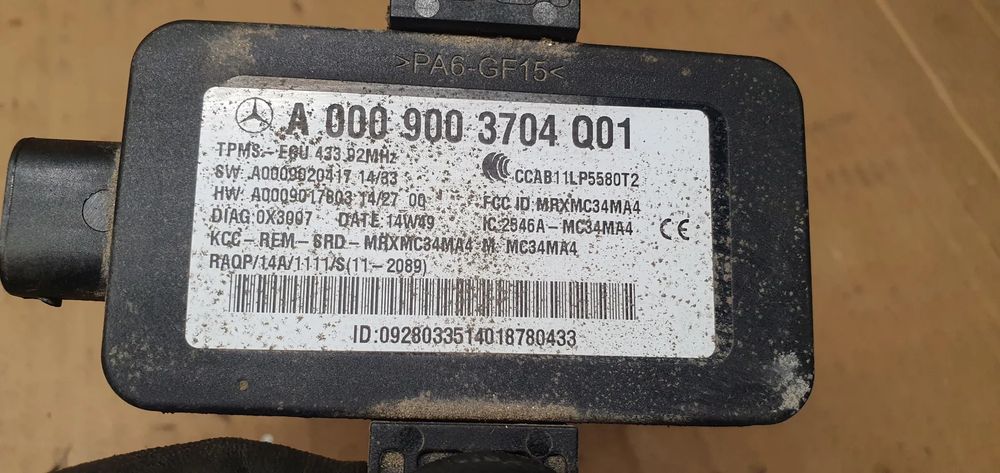 >PA6-GF15<
A 000 900 3704 Q01
TPMS-ECU 433.92MHz
SW: A0009020417 14/33
CCAB11LP5580T2
HW: A0009017803 14/27 00
FCC ID MRXMC34MA4
DIAG 0X3007 DATE 14W49
IC:2546A-MC34MA4
CE
KCC-REM-SRD-MRXMC34MA4 M MC34MA4
RAQP/14A/1111/S(11-2089)
ID:0928033514018780433